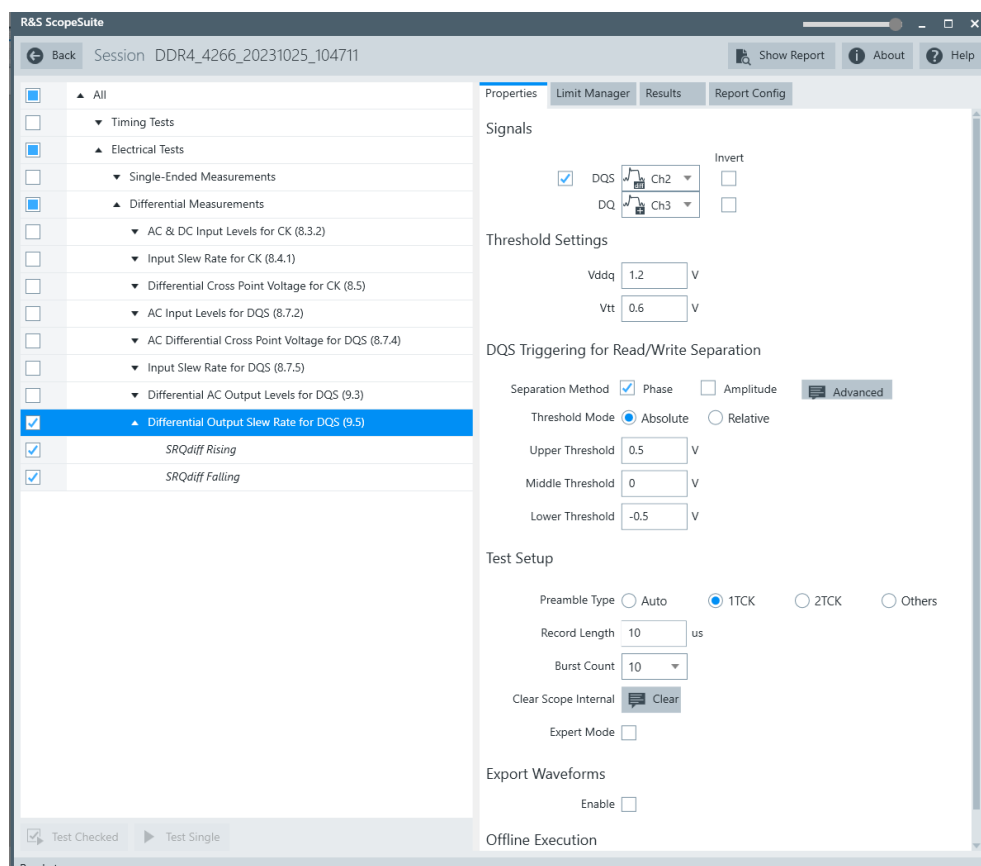 R&S ScopeSuite
Back Session DDR4_4266_20231025_104711 Show Report About Help
All
Timing Tests
Electrical Tests
Single-Ended Measurements
Differential Measurements
AC & DC Input Levels for CK (8.3.2)
Input Slew Rate for CK (8.4.1)
Differential Cross Point Voltage for CK (8.5)
AC Input Levels for DQS (8.7.2)
AC Differential Cross Point Voltage for DQS (8.7.4)
Input Slew Rate for DQS (8.7.5)
Differential AC Output Levels for DQS (9.3)
Differential Output Slew Rate for DQS (9.5)
SRQdiff Rising
SRQdiff Falling
Test Checked Test Single
Properties Limit Manager Results Report Config
Signals
Invert
DQS Ch2
DQ Ch3
Threshold Settings
Vddq 1.2 V
Vtt 0.6 V
DQS Triggering for Read/Write Separation
Separation Method Phase Amplitude Advanced
Threshold Mode Absolute Relative
Upper Threshold 0.5 V
Middle Threshold 0 V
Lower Threshold -0.5 V
Test Setup
Preamble Type Auto 1TCK 2TCK Others
Record Length 10 us
Burst Count 10
Clear Scope Internal Clear
Expert Mode
Export Waveforms
Enable
Offline Execution